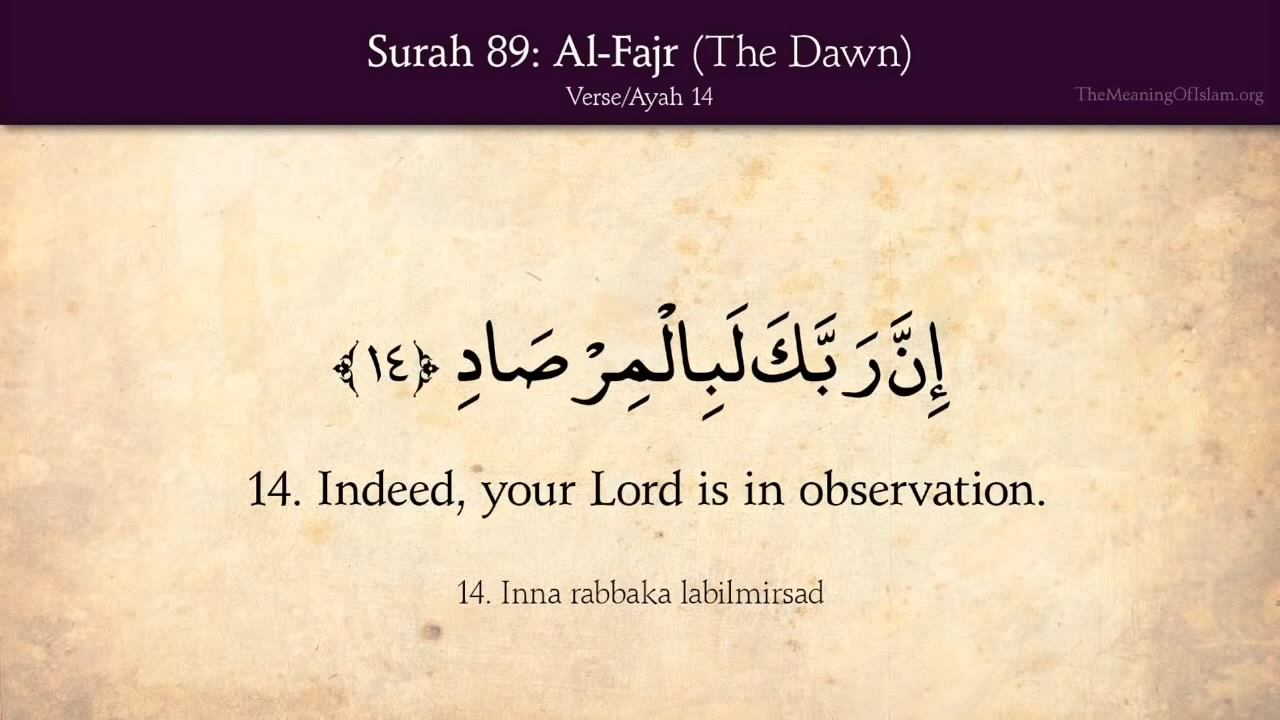 Surah 89: Al-Fajr (The Dawn)
Verse/Ayah 14
TheMeaningOfIslam.org
إِنَّ رَبَّكَ لَبِالْمِرْصَادِ ﴿١٤﴾
14. Indeed, your Lord is in observation.
14. Inna rabbaka labilmirsad